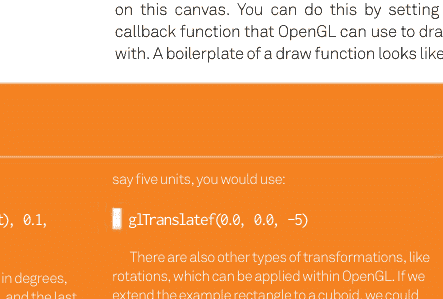 on this canvas. You can do this by setting
callback function that OpenGL can use to dra
with. A boilerplate of a draw function looks like
t), 0.1,
in degrees,
and the last
say five units, you would use:
glTranslatef(0.0, 0.0, -5)
There are also other types of transformations, like
rotations, which can be applied within OpenGL. If we
extend the example rectangle to a cuboid, we could